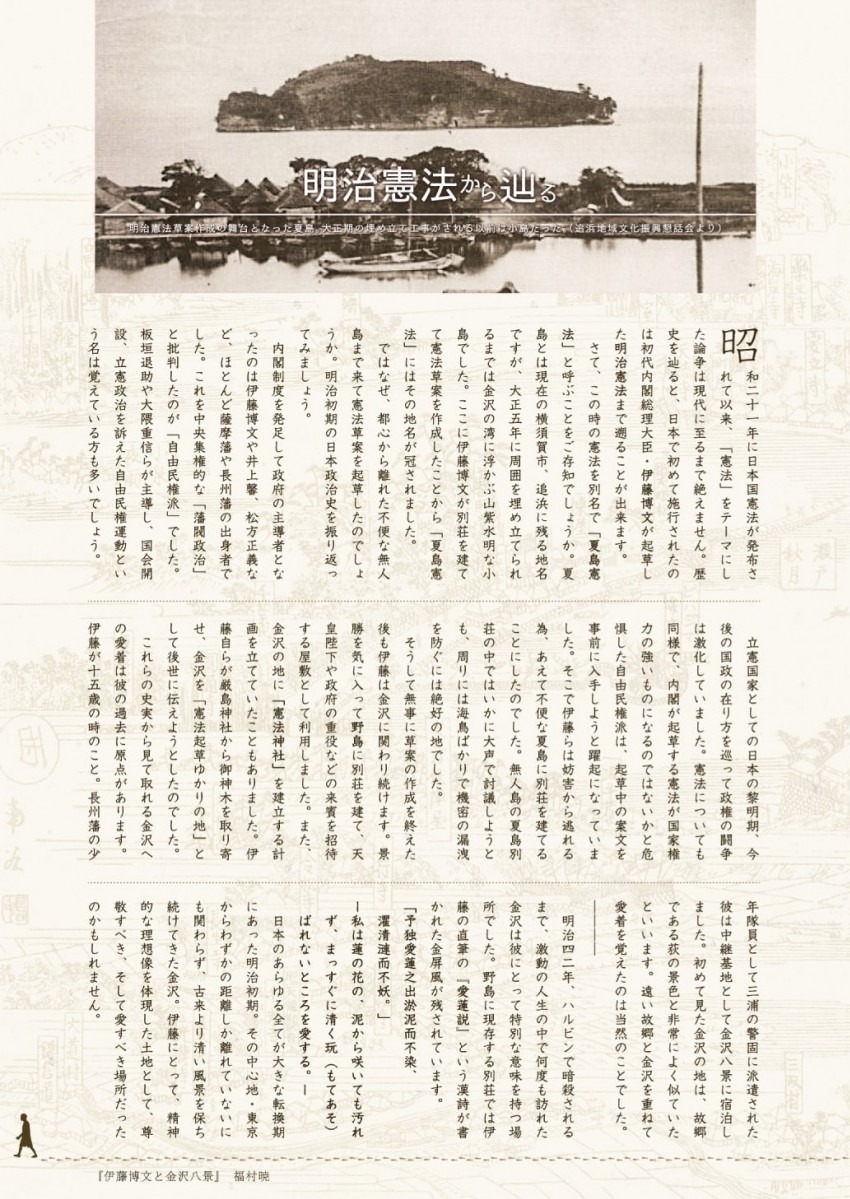 明治憲法から辿る
明治憲法草案作成の舞台となった夏島。大正期の埋め立て工事がされる以前は小島だった。(追浜地域文化振興懇話会より)
昭和二十一年に日本国憲法が発布さ
れて以来、「憲法」をテーマにし
た論争は現代に至るまで絶えません。歴
史を辿ると、日本で初めて施行されたの
は初代内閣総理大臣・伊藤博文が起草し
た明治憲法まで遡ることが出来ます。
さて、この時の憲法を別名で「夏島憲
法」と呼ぶことをご存知でしょうか。夏
島とは現在の横須賀市、追浜に残る地名
ですが、大正五年に周囲を埋め立てられ
るまでは金沢の湾に浮かぶ山紫水明な小
島でした。ここに伊藤博文が別荘を建て
て憲法草案を作成したことから「夏島憲
法」にはその地名が冠されました。
ではなぜ、都心から離れた不便な無人
島まで来て憲法草案を起草したのでしょ
うか。明治初期の日本政治史を振り返っ
てみましょう。
内閣制度を発足して政府の主導者とな
ったのは伊藤博文や井上馨、松方正義な
ど、ほとんど薩摩藩や長州藩の出身者で
した。これを中央集権的な「藩閥政治」
と批判したのが「自由民権派」でした。
板垣退助や大隈重信らが主導し、国会開
設、立憲政治を訴えた自由民権運動とい
う名は覚えている方も多いでしょう。
立憲国家としての日本の黎明期、今
後の国政の在り方を巡って政権の闘争
は激化していました。憲法についても
同様で、内閣が起草する憲法が国家権
力の強いものになるのではないかと危
惧した自由民権派は、起草中の案文を
事前に入手しようと躍起になっていま
した。そこで伊藤らは妨害から逃れる
為、あえて不便な夏島に別荘を建てる
ことにしたのでした。無人島の夏島別
荘の中ではいかに大声で討議しようと
も、周りには海鳥ばかりで機密の漏洩
を防ぐには絶好の地でした。
そうして無事に草案の作成を終えた
後も伊藤は金沢に関わり続けます。景
勝を気に入って野島に別荘を建て、天
皇陛下や政府の重役などの来賓を招待
する屋敷として利用しました。また、
金沢の地に「憲法神社」を建立する計
画を立てていたこともありました。伊
藤自らが厳島神社から御神木を取り寄
せ、金沢を「憲法起草ゆかりの地」と
して後世に伝えようとしたのでした。
これらの史実から見て取れる金沢へ
の愛着は彼の過去に原点があります。
伊藤が十五歳の時のこと。長州藩の少
年隊員として三浦の警固に派遣された
彼は中継基地として金沢八景に宿泊し
ました。初めて見た金沢の地は、故郷
である萩の景色と非常によく似ていた
といいます。遠い故郷と金沢を重ねて
愛着を覚えたのは当然のことでした。
明治四二年、ハルビンで暗殺される
まで、激動の人生の中で何度も訪れた
金沢は彼にとって特別な意味を持つ場
所でした。野島に現存する別荘では伊
藤の直筆の『愛蓮説』という漢詩が書
かれた金屏風が残されています。
「予独愛蓮之出淤泥而不染、
濯清漣而不妖。」
ー私は蓮の花の、泥から咲いても汚れ
ず、まっすぐに清く玩(もてあそ)
ばれないところを愛する。ー
日本のあらゆる全てが大きな転換期
にあった明治初期。その中心地・東京
からわずかの距離しか離れていないに
も関わらず、古来より清い風景を保ち
続けてきた金沢。伊藤にとって、精神
的な理想像を体現した土地として、尊
敬すべき、そして愛すべき場所だった
のかもしれません。
『伊藤博文と金沢八景』 福村暁